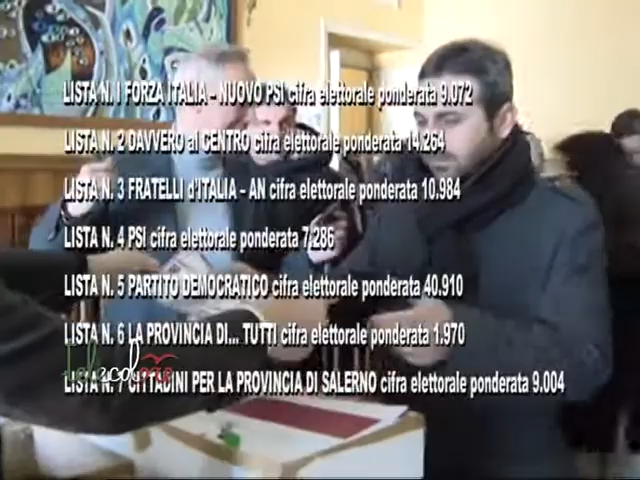 LISTA N. 1 FORZA ITALIA – NUOVO PSI cifra elettorale ponderata 9.072
LISTA N. 2 DAVVERO al CENTRO cifra elettorale ponderata 14.264
LISTA N. 3 FRATELLI d'ITALIA – AN cifra elettorale ponderata 10.984
LISTA N. 4 PSI cifra elettorale ponderata 7.286
LISTA N. 5 PARTITO DEMOCRATICO cifra elettorale ponderata 40.910
LISTA N. 6 LA PROVINCIA DI... TUTTI cifra elettorale ponderata 1.970
LISTA N. 7 CITTADINI PER LA PROVINCIA DI SALERNO cifra elettorale ponderata 9.004